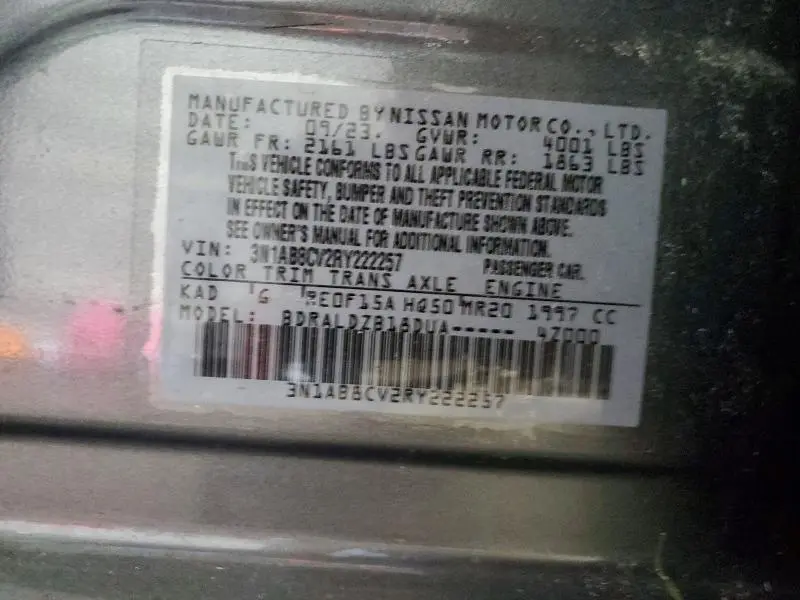 MANUFACTURED BY NISSAN MOTOR CO., LTD.
DATE: 09/23. GVWR: 4001 LBS
GAWR FR: 2161 LBS GAWR RR: 1863 LBS
THIS VEHICLE CONFORMS TO ALL APPLICABLE FEDERAL MOTOR
VEHICLE SAFETY, BUMPER AND THEFT PREVENTION STANDARDS
IN EFFECT ON THE DATE OF MANUFACTURE SHOWN ABOVE.
SEE OWNER'S MANUAL FOR ADDITIONAL INFORMATION.
VIN: 3N1AB8CV2RY222257 PASSENGER CAR.
COLOR TRIM TRANS AXLE ENGINE
KAD G RE0F15A HQ50 MR20 1997 CC
MODEL: BDRALDZB18DUA----- 4Z000
3N1AB8CV2RY222257